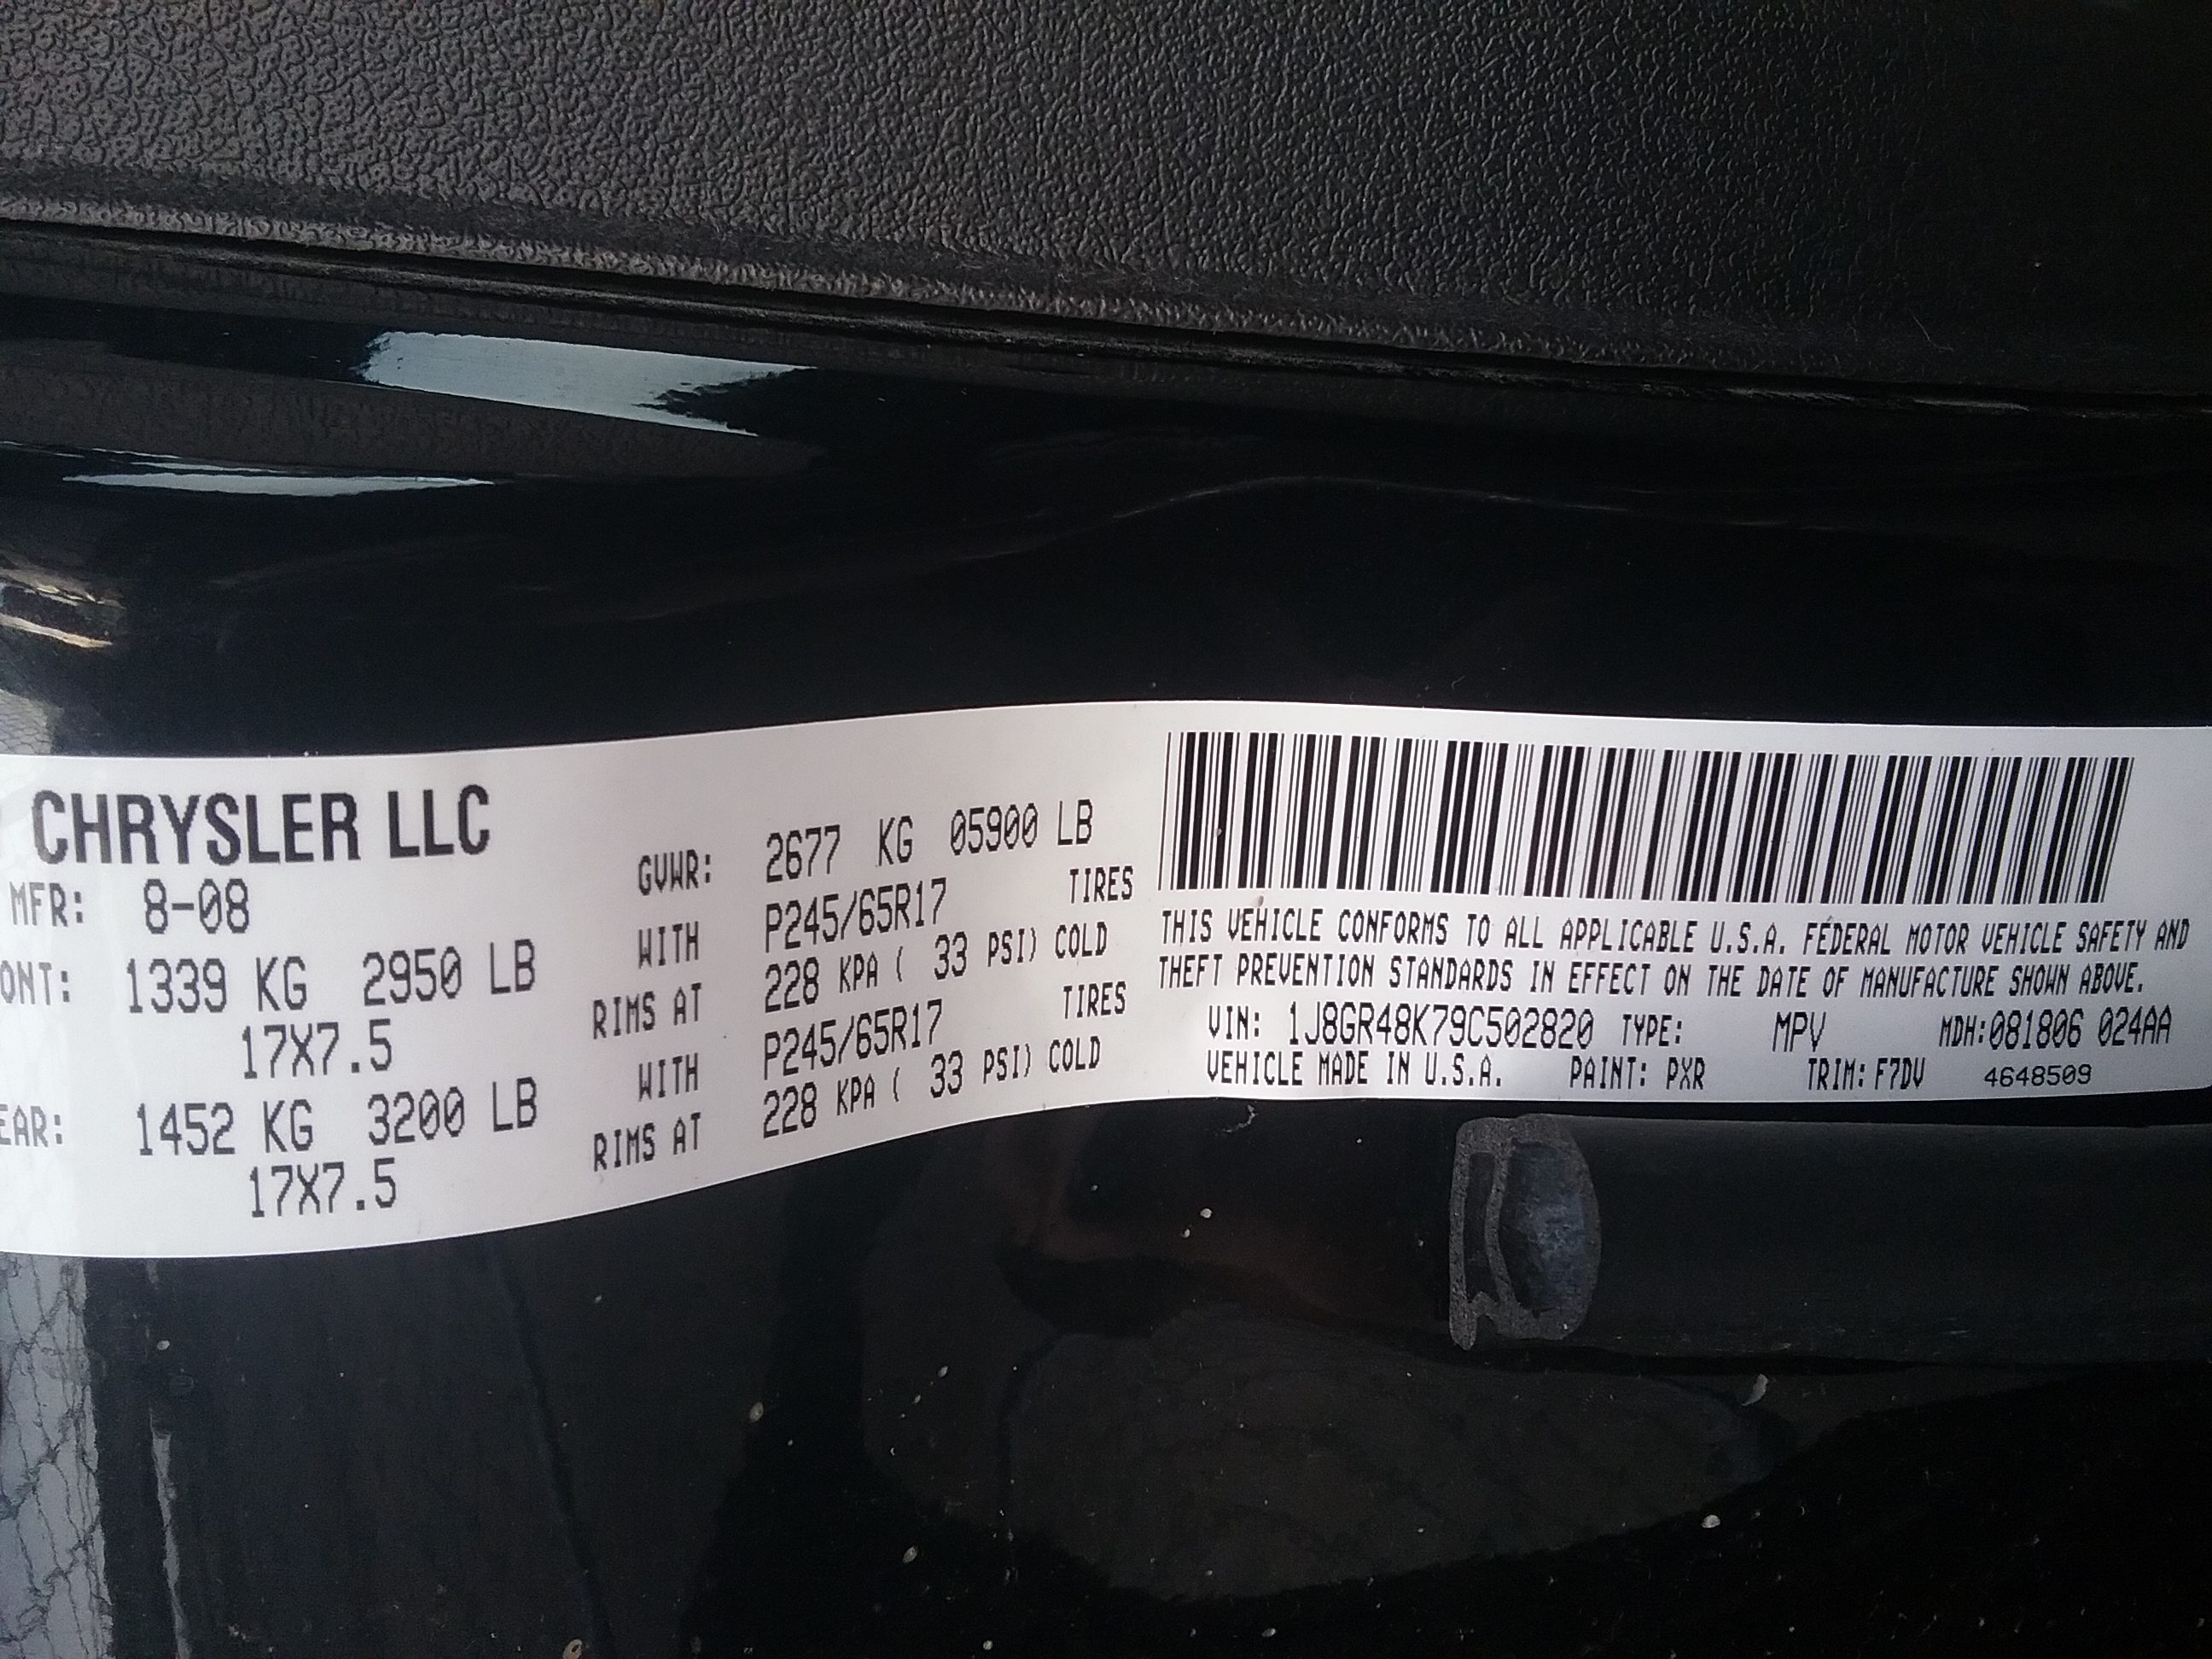 CHRYSLER LLC
MFR: 8-08 GVWR: 2677 KG 05900 LB
ONT: 1339 KG 2950 LB WITH P245/65R17 TIRES
17X7.5 RIMS AT 228 KPA ( 33 PSI) COLD
EAR: 1452 KG 3200 LB WITH P245/65R17 TIRES
17X7.5 RIMS AT 228 KPA ( 33 PSI) COLD
THIS VEHICLE CONFORMS TO ALL APPLICABLE U.S.A. FEDERAL MOTOR VEHICLE SAFETY AND
THEFT PREVENTION STANDARDS IN EFFECT ON THE DATE OF MANUFACTURE SHOWN ABOVE.
VIN: 1J8GR48K79C502820 TYPE: MPV MDH:081806 024AA
VEHICLE MADE IN U.S.A. PAINT: PXR TRIM: F7DV 4648509